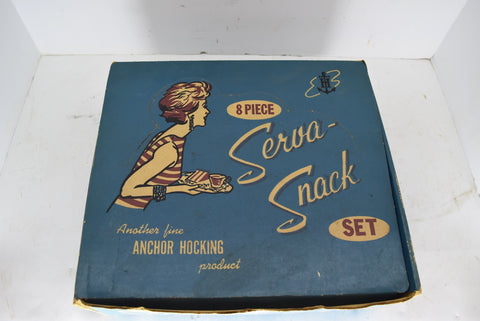 8 PIECE
Serva-
Snack
SET
Another fine
ANCHOR HOCKING
product